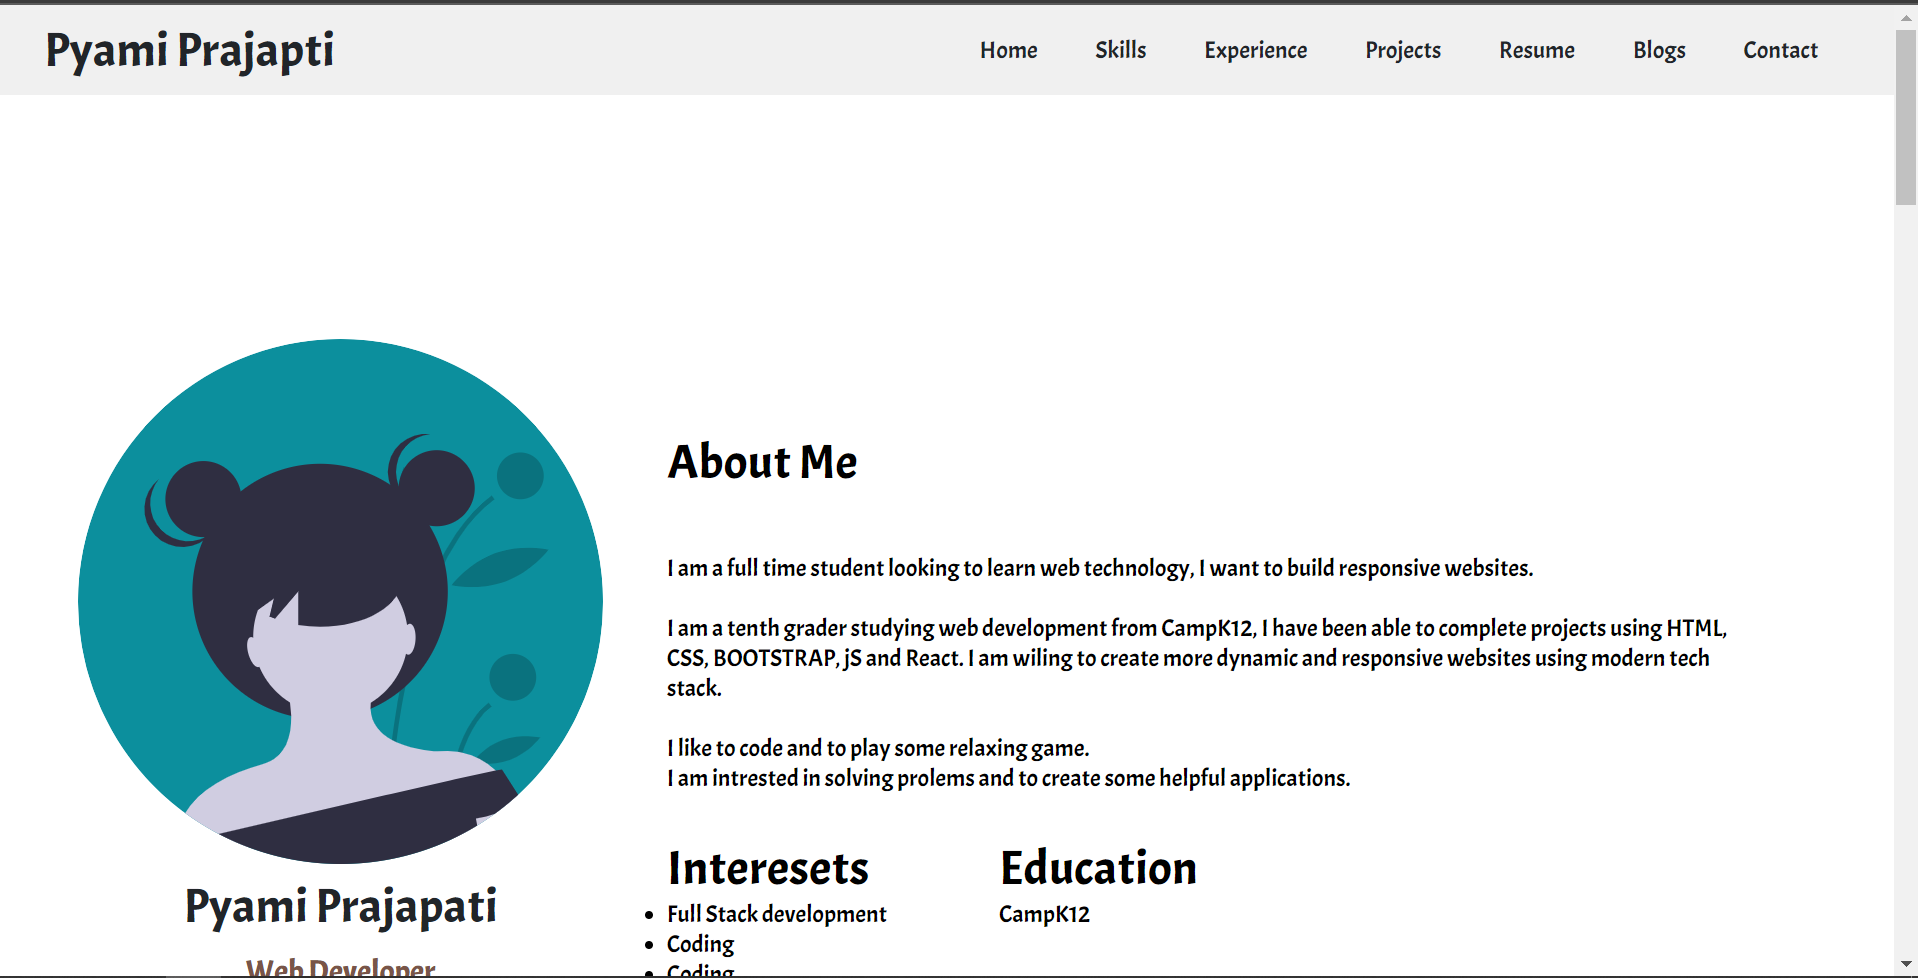 Pyami Prajapti
Home Skills Experience Projects Resume Blogs Contact
About Me
I am a full time student looking to learn web technology, I want to build responsive websites.
I am a tenth grader studying web development from CampK12, I have been able to complete projects using HTML,
CSS, BOOTSTRAP, jS and React. I am wiling to create more dynamic and responsive websites using modern tech
stack.
I like to code and to play some relaxing game.
I am intrested in solving prolems and to create some helpful applications.
Interesets
Full Stack development
Coding
Coding
Education
CampK12
Pyami Prajapati
Web Developer